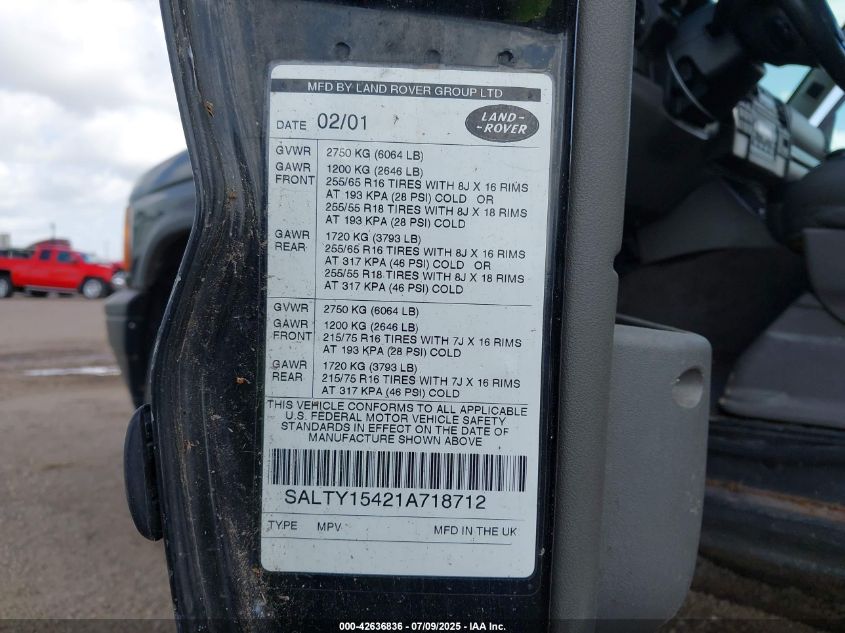 MFD BY LAND ROVER GROUP LTD
DATE 02/01
LAND-
-ROVER
GVWR 2750 KG (6064 LB)
GAWR 1200 KG (2646 LB)
FRONT 255/65 R16 TIRES WITH 8J X 16 RIMS
AT 193 KPA (28 PSI) COLD OR
255/55 R18 TIRES WITH 8J X 18 RIMS
AT 193 KPA (28 PSI) COLD
GAWR 1720 KG (3793 LB)
REAR 255/65 R16 TIRES WITH 8J X 16 RIMS
AT 317 KPA (46 PSI) COLD OR
255/55 R18 TIRES WITH 8J X 18 RIMS
AT 317 KPA (46 PSI) COLD
GVWR 2750 KG (6064 LB)
GAWR 1200 KG (2646 LB)
FRONT 215/75 R16 TIRES WITH 7J X 16 RIMS
AT 193 KPA (28 PSI) COLD
GAWR 1720 KG (3793 LB)
REAR 215/75 R16 TIRES WITH 7J X 16 RIMS
AT 317 KPA (46 PSI) COLD
THIS VEHICLE CONFORMS TO ALL APPLICABLE
U.S. FEDERAL MOTOR VEHICLE SAFETY
STANDARDS IN EFFECT ON THE DATE OF
MANUFACTURE SHOWN ABOVE
SALTY15421A718712
TYPE MPV MFD IN THE UK
000-42636836 - 07/09/2025 - IAA Inc.